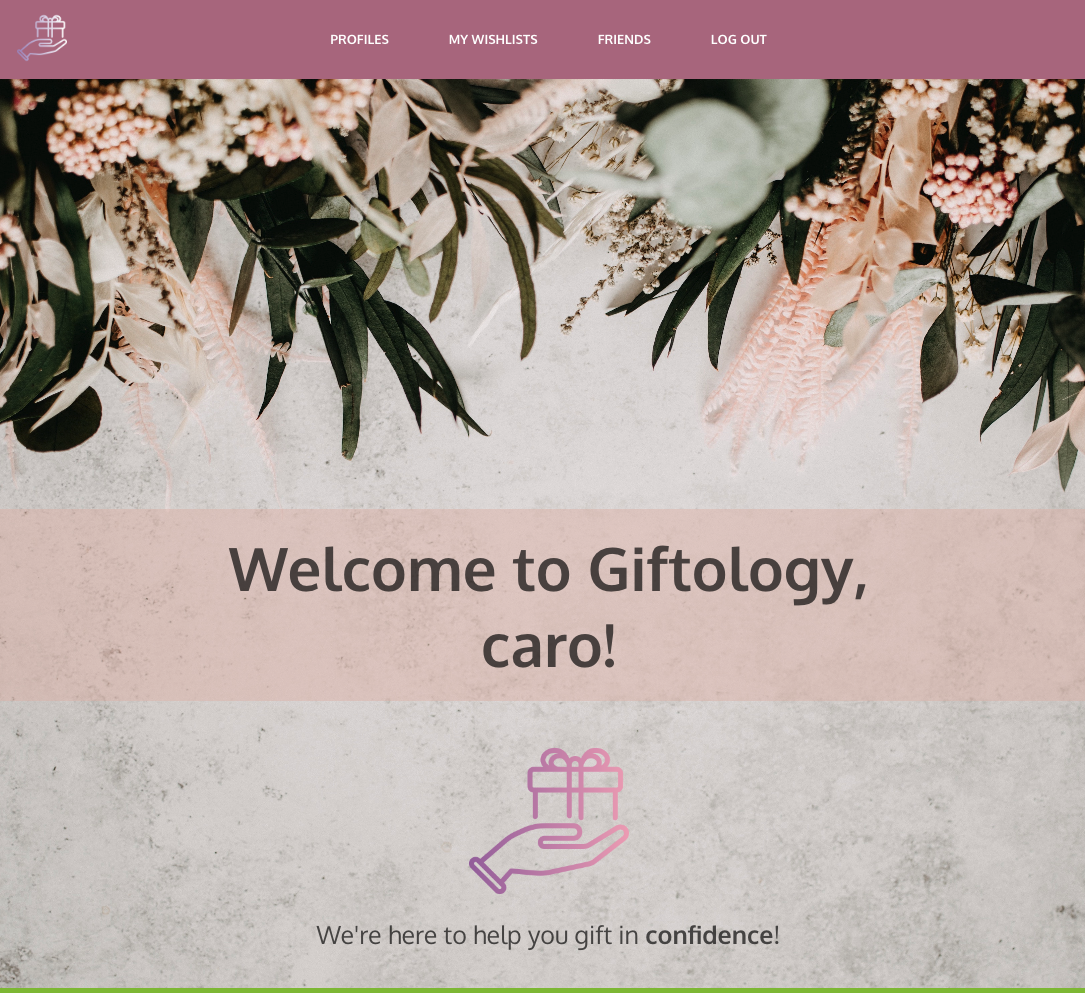 PROFILES MY WISHLISTS FRIENDS LOG OUT
Welcome to Giftology,
caro!
We're here to help you gift in confidence!